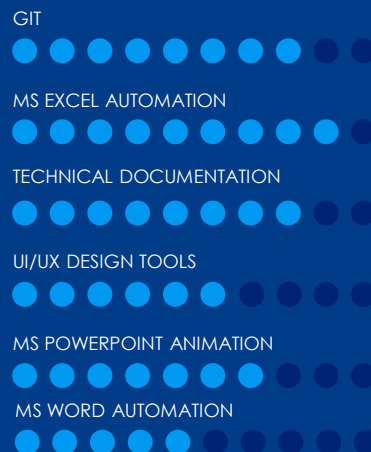 GIT
MS EXCEL AUTOMATION
TECHNICAL DOCUMENTATION
UI/UX DESIGN TOOLS
MS POWERPOINT ANIMATION
MS WORD AUTOMATION